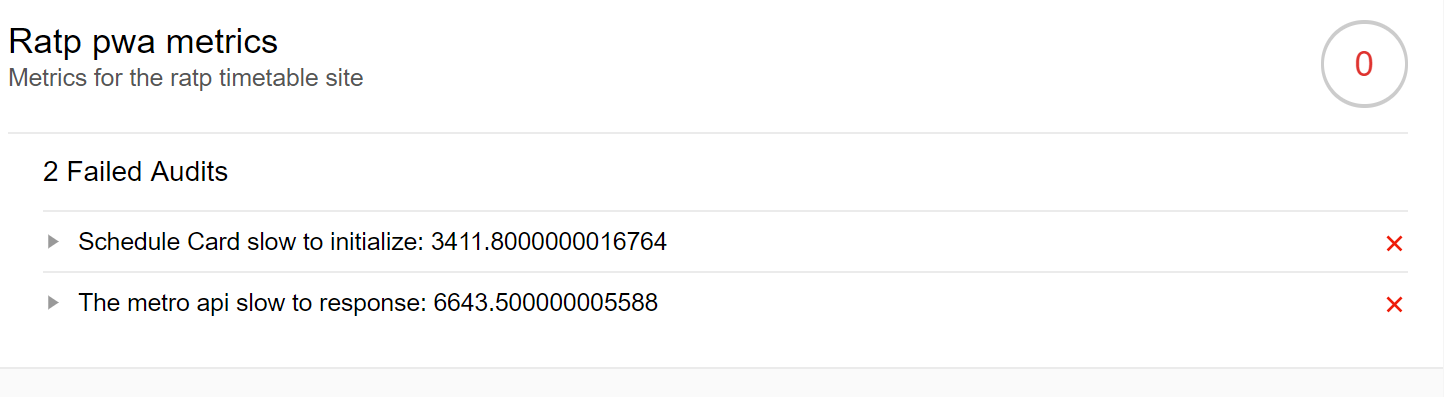 Ratp pwa metrics
Metrics for the ratp timetable site
0
2 Failed Audits
Schedule Card slow to initialize: 3411.8000000016764
The metro api slow to response: 6643.500000005588